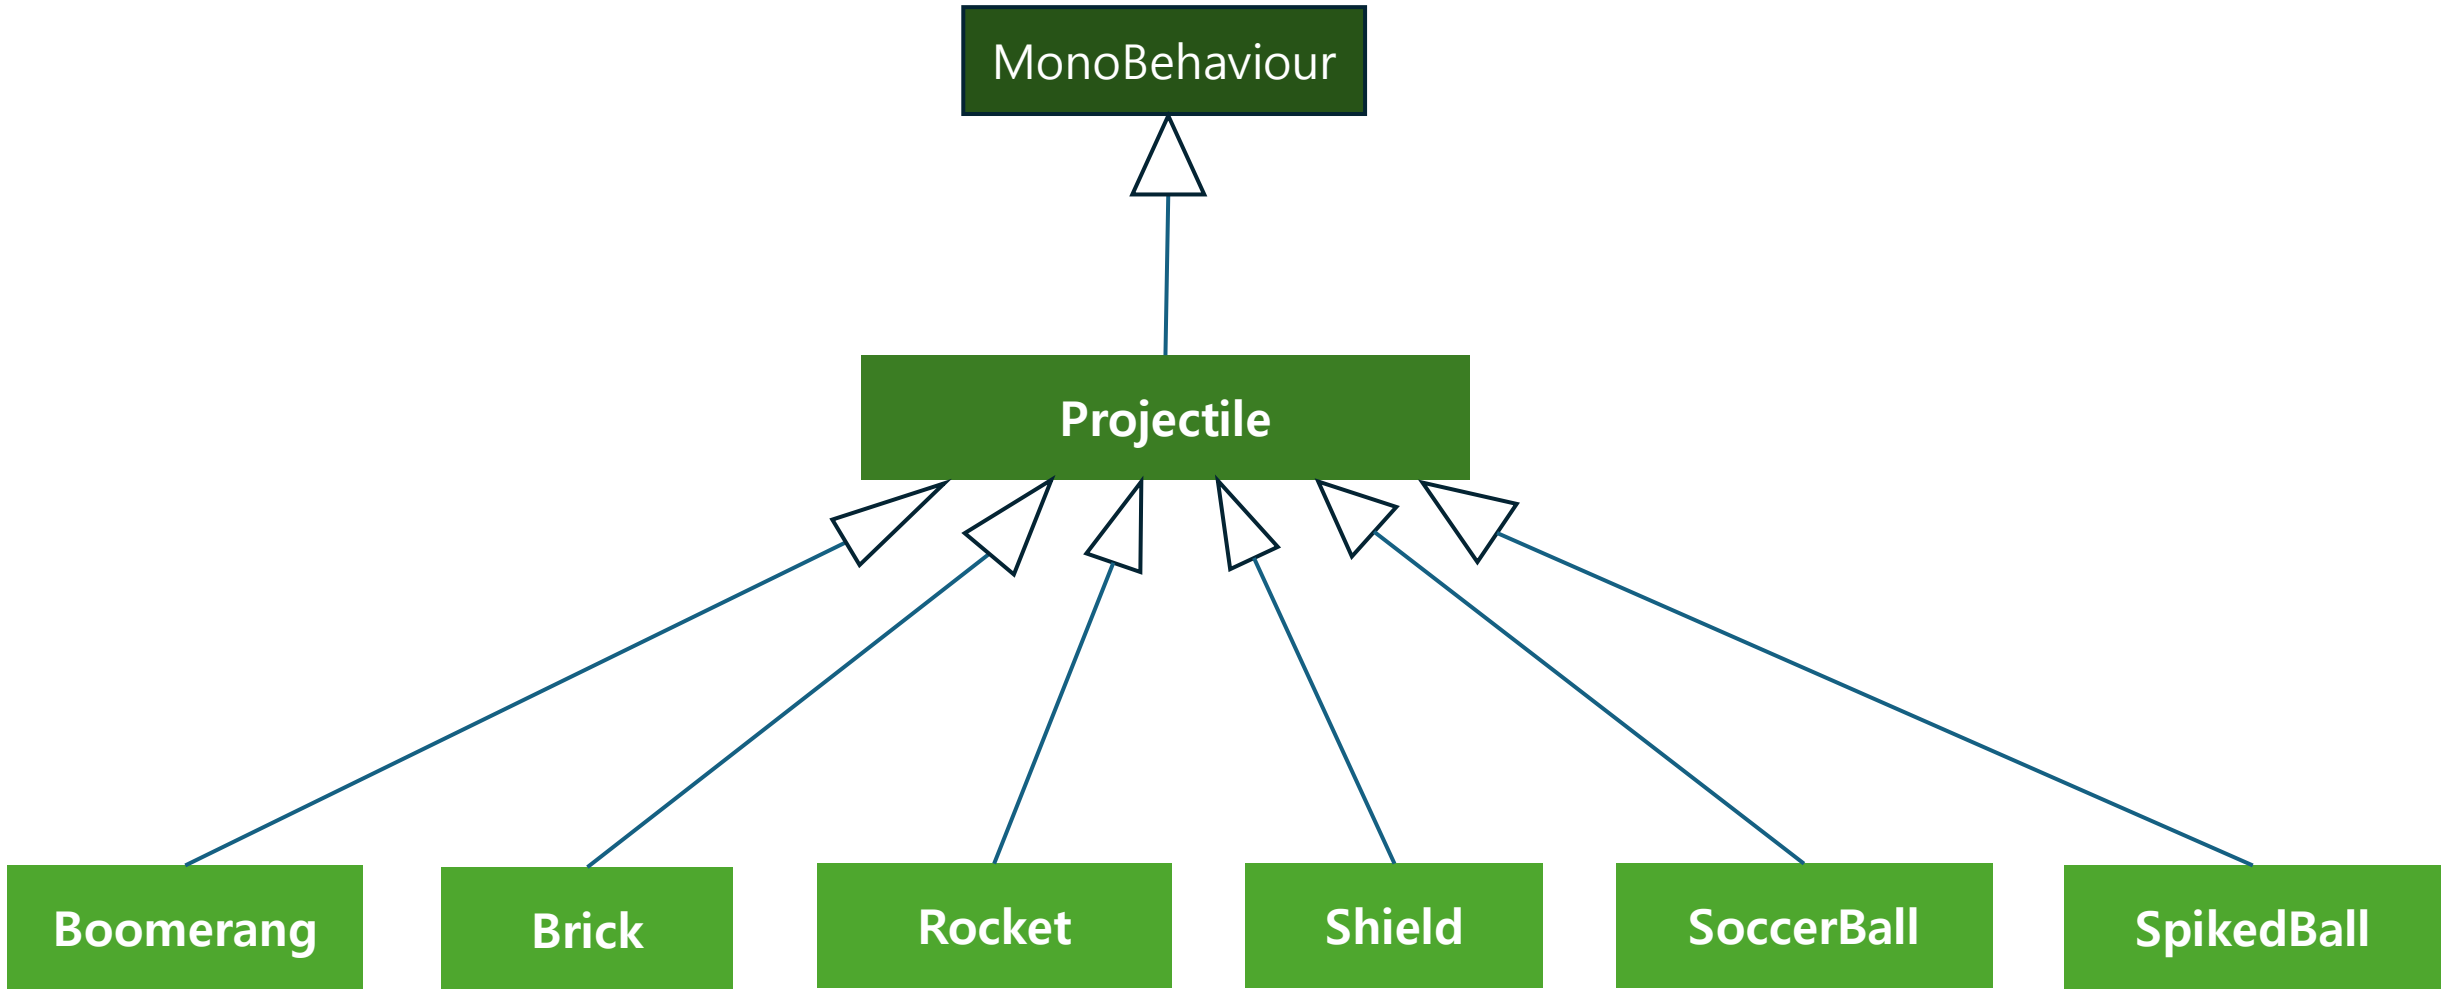 MonoBehaviour
Projectile
Boomerang
Brick
Rocket
Shield
SoccerBall
SpikedBall